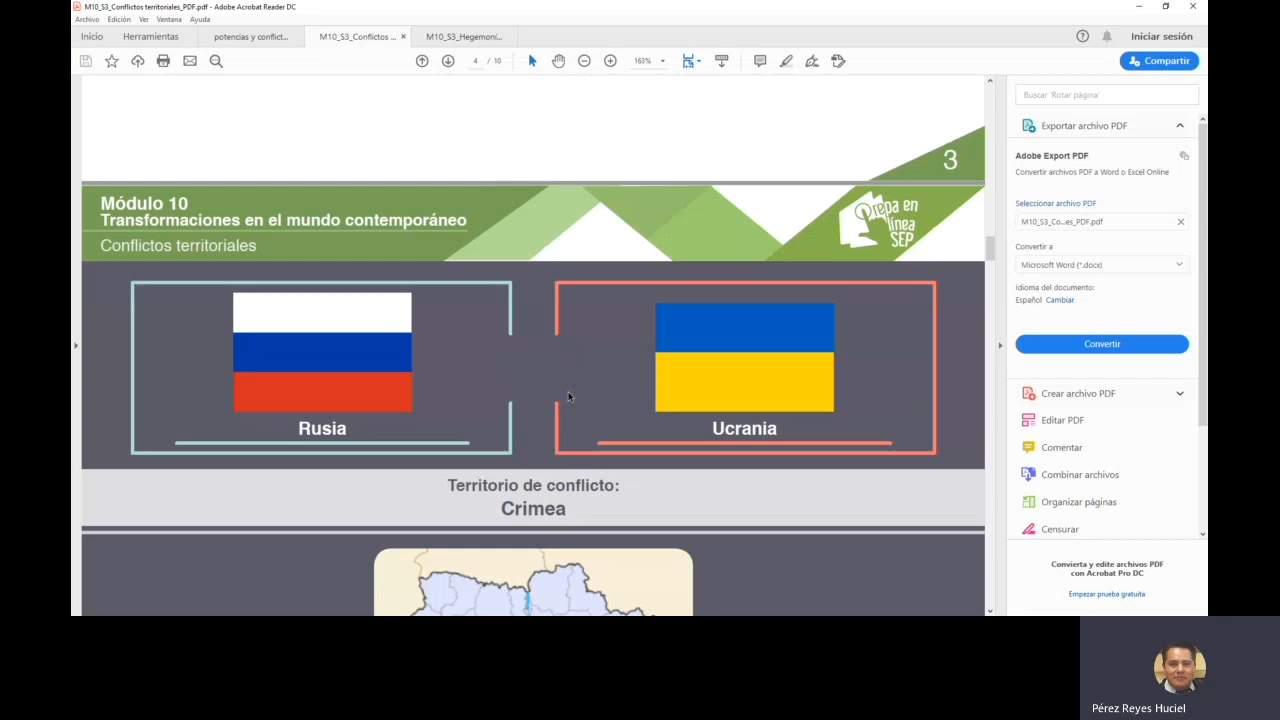 M10_S3_Conflictos territoriales_PDF.pdf - Adobe Acrobat Reader DC
Archivo Edición Ver Ventana Ayuda
Inicio Herramientas potencias y conflict... M10_S3_Conflictos ... × M10_S3_Hegemoní... Iniciar sesión
4 / 10 163% Compartir
Buscar 'Rotar página'
Exportar archivo PDF
Adobe Export PDF
Convertir archivos PDF a Word o Excel Online
Seleccionar archivo PDF
M10_S3_Co...es_PDF.pdf
Convertir a
Microsoft Word (*.docx)
Idioma del documento:
Español Cambiar
Convertir
Crear archivo PDF
Editar PDF
Comentar
Combinar archivos
Organizar páginas
Censurar
Convierta y edite archivos PDF
con Acrobat Pro DC
Empezar prueba gratuita
3
Módulo 10
Transformaciones en el mundo contemporáneo
Conflictos territoriales
Prepa en
línea
SEP
Rusia
Ucrania
Territorio de conflicto:
Crimea
Pérez Reyes Huciel